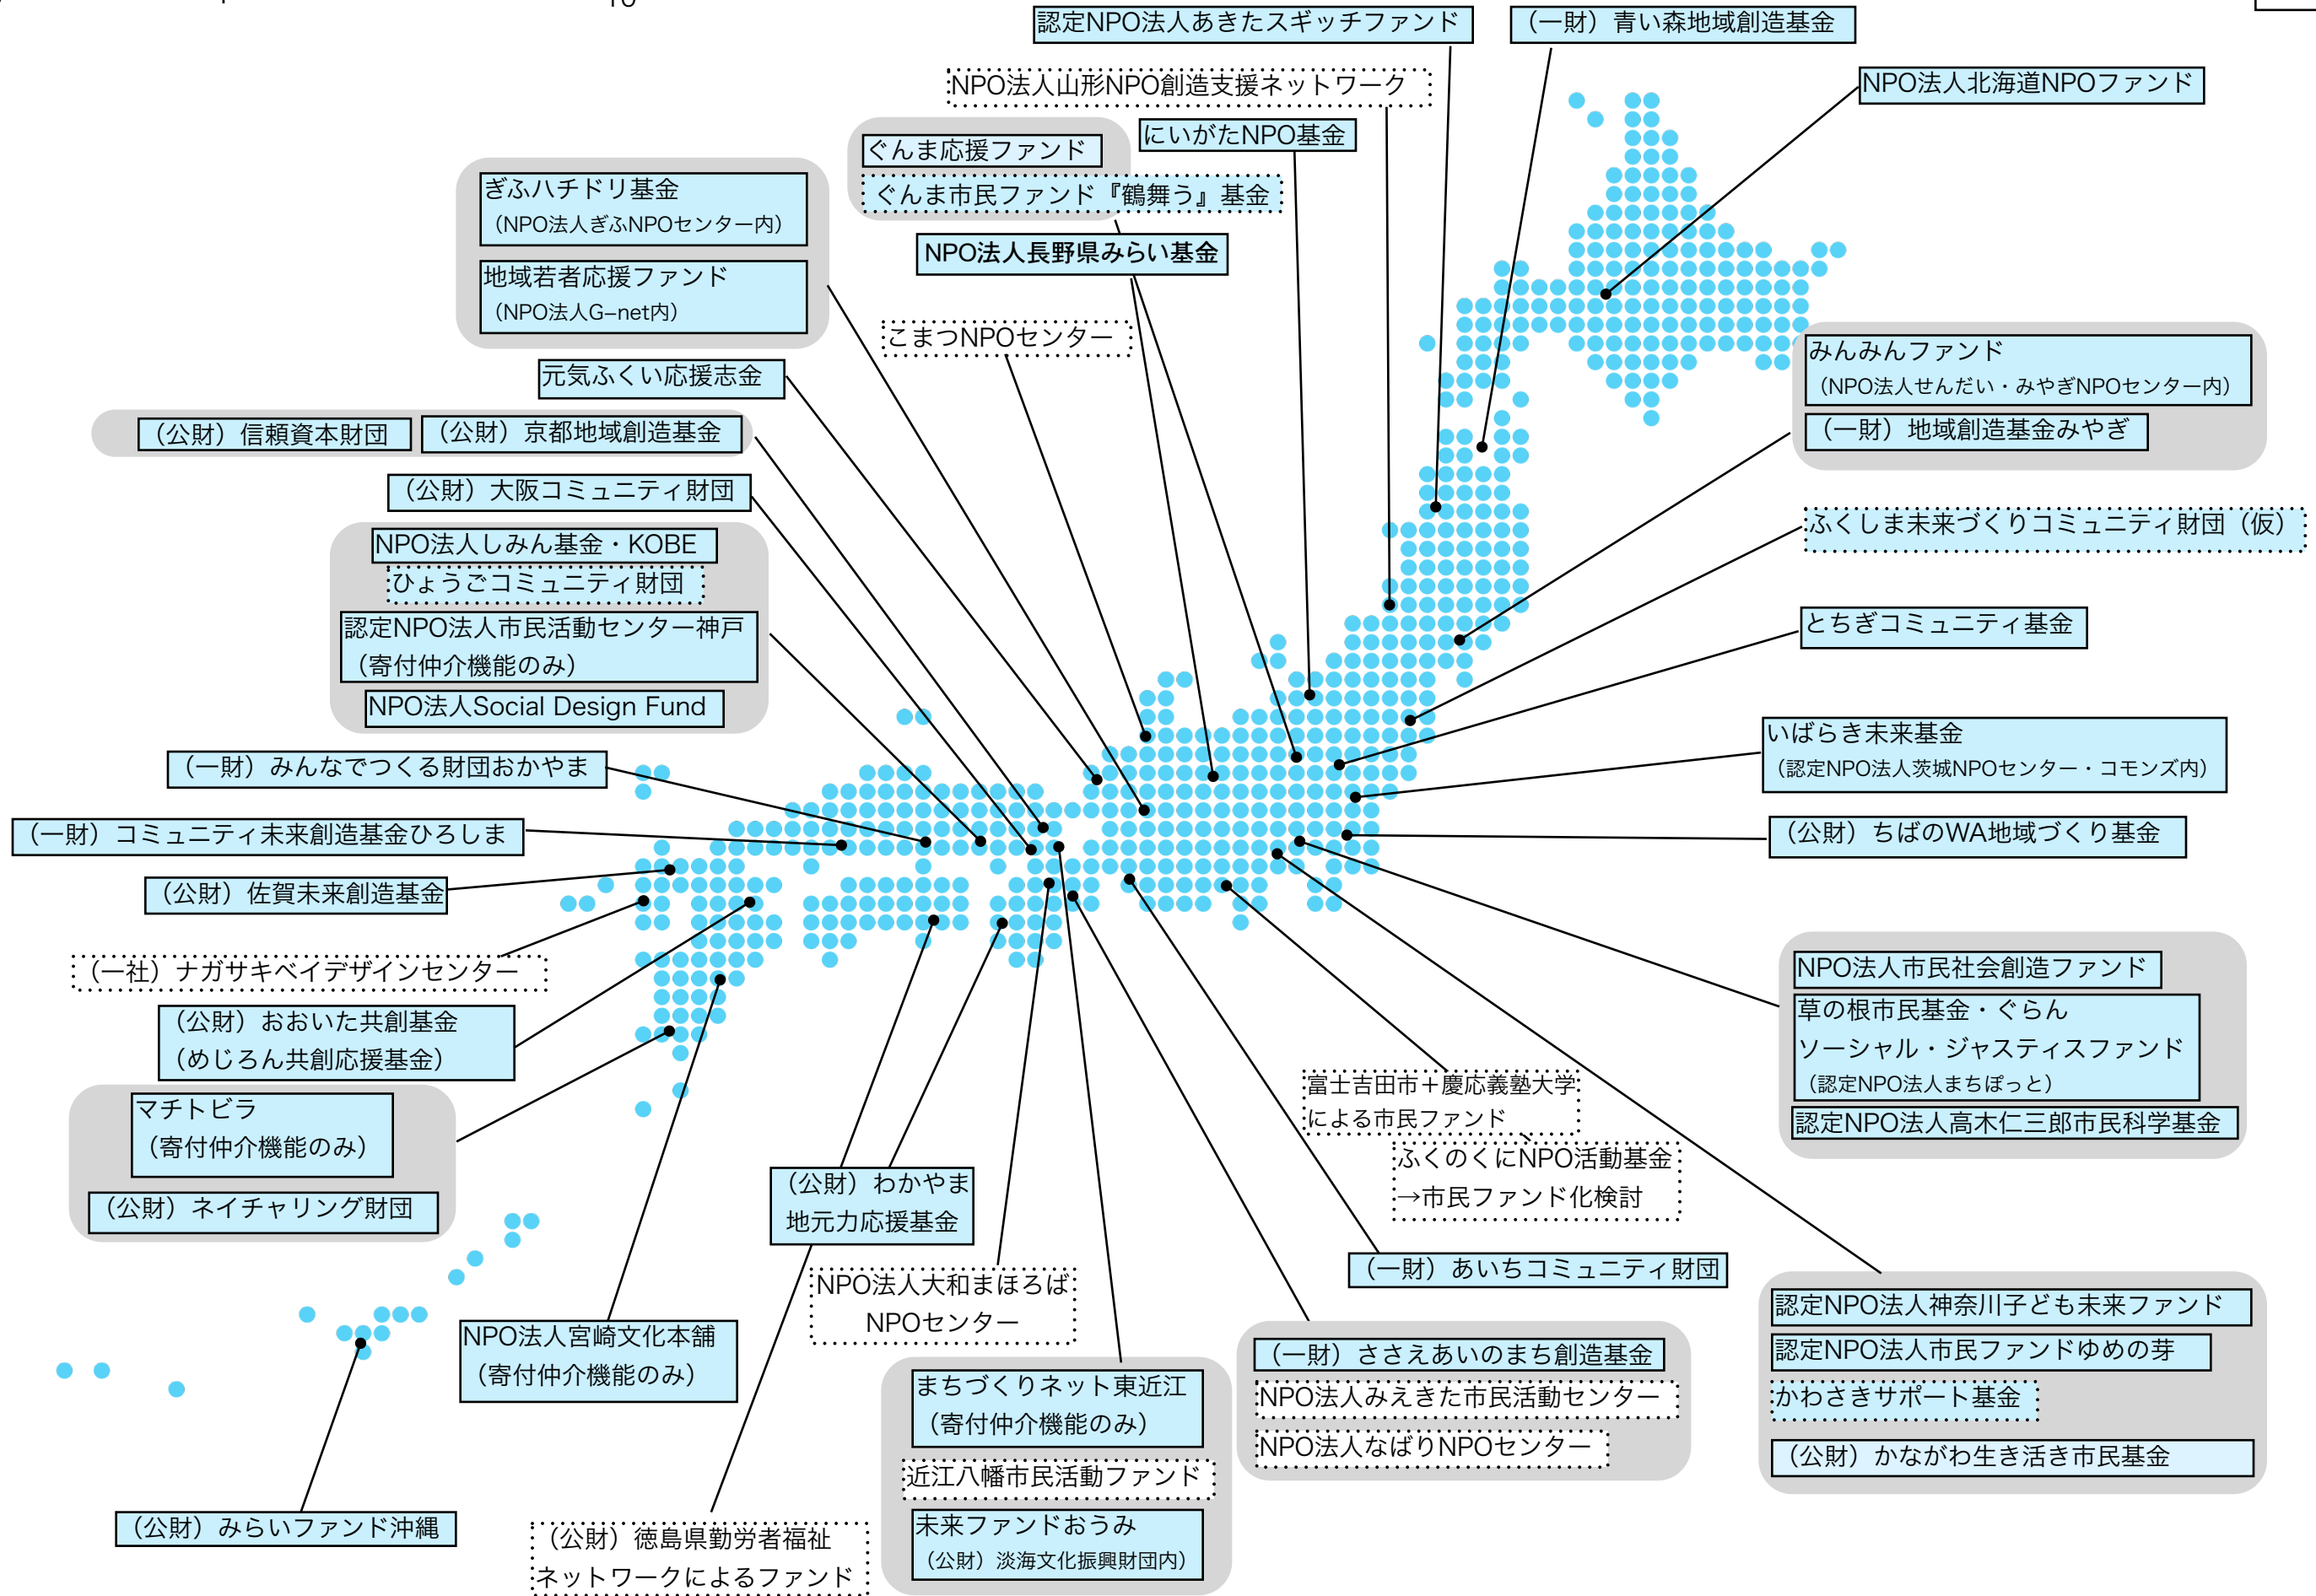 認定NPO法人あきたスギッチファンド
（一財）青い森地域創造基金
NPO法人山形NPO創造支援ネットワーク
NPO法人北海道NPOファンド
にいがたNPO基金
ぐんま応援ファンド
ぐんま市民ファンド『鶴舞う』基金
NPO法人長野県みらい基金
ぎふハチドリ基金
（NPO法人ぎふNPOセンター内）
地域若者応援ファンド
（NPO法人G−net内）
こまつNPOセンター
元気ふくい応援志金
みんみんファンド
（NPO法人せんだい・みやぎNPOセンター内）
（一財）地域創造基金みやぎ
（公財）信頼資本財団
（公財）京都地域創造基金
（公財）大阪コミュニティ財団
ふくしま未来づくりコミュニティ財団（仮）
NPO法人しみん基金・KOBE
ひょうごコミュニティ財団
認定NPO法人市民活動センター神戸
（寄付仲介機能のみ）
NPO法人Social Design Fund
とちぎコミュニティ基金
いばらき未来基金
（認定NPO法人茨城NPOセンター・コモンズ内）
（一財）みんなでつくる財団おかやま
（一財）コミュニティ未来創造基金ひろしま
（公財）ちばのWA地域づくり基金
（公財）佐賀未来創造基金
（一社）ナガサキベイデザインセンター
（公財）おおいた共創基金
（めじろん共創応援基金）
マチトビラ
（寄付仲介機能のみ）
（公財）ネイチャリング財団
NPO法人市民社会創造ファンド
草の根市民基金・ぐらん
ソーシャル・ジャスティスファンド
（認定NPO法人まちぽっと）
認定NPO法人高木仁三郎市民科学基金
富士吉田市＋慶応義塾大学
による市民ファンド
ふくのくにNPO活動基金
→市民ファンド化検討
（公財）わかやま
地元力応援基金
（一財）あいちコミュニティ財団
NPO法人大和まほろば
NPOセンター
NPO法人宮崎文化本舗
（寄付仲介機能のみ）
認定NPO法人神奈川子ども未来ファンド
認定NPO法人市民ファンドゆめの芽
かわさきサポート基金
（公財）かながわ生き活き市民基金
（一財）ささえあいのまち創造基金
NPO法人みえきた市民活動センター
NPO法人なばりNPOセンター
まちづくりネット東近江
（寄付仲介機能のみ）
近江八幡市民活動ファンド
未来ファンドおうみ
（公財）淡海文化振興財団内）
（公財）みらいファンド沖縄
（公財）徳島県勤労者福祉
ネットワークによるファンド